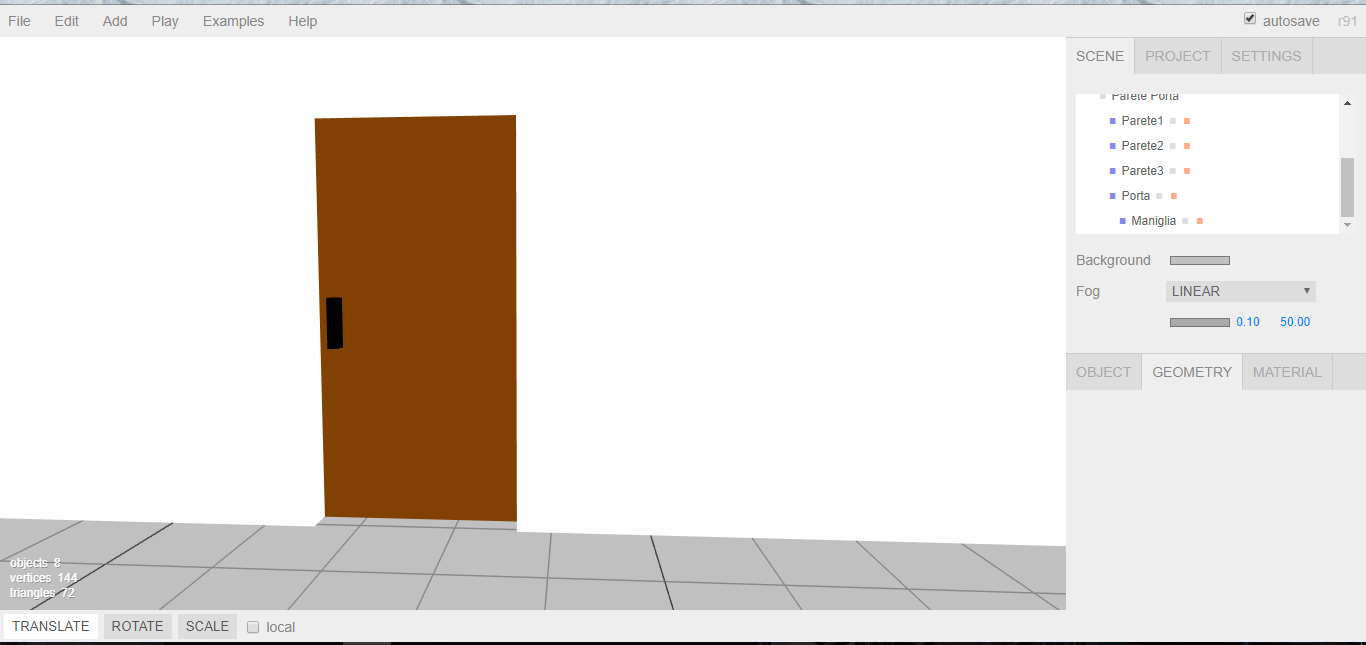 File Edit Add Play Examples Help autosave r91
SCENE PROJECT SETTINGS
Parete Porta
Parete1
Parete2
Parete3
Porta
Maniglia
Background
Fog LINEAR
0.10 50.00
OBJECT GEOMETRY MATERIAL
objects 8
vertices 144
triangles 72
TRANSLATE ROTATE SCALE local